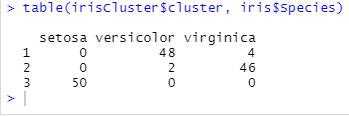 > table(irisCluster$cluster, iris$Species)
setosa versicolor virginica
1 0 48 4
2 0 2 46
3 50 0 0
>